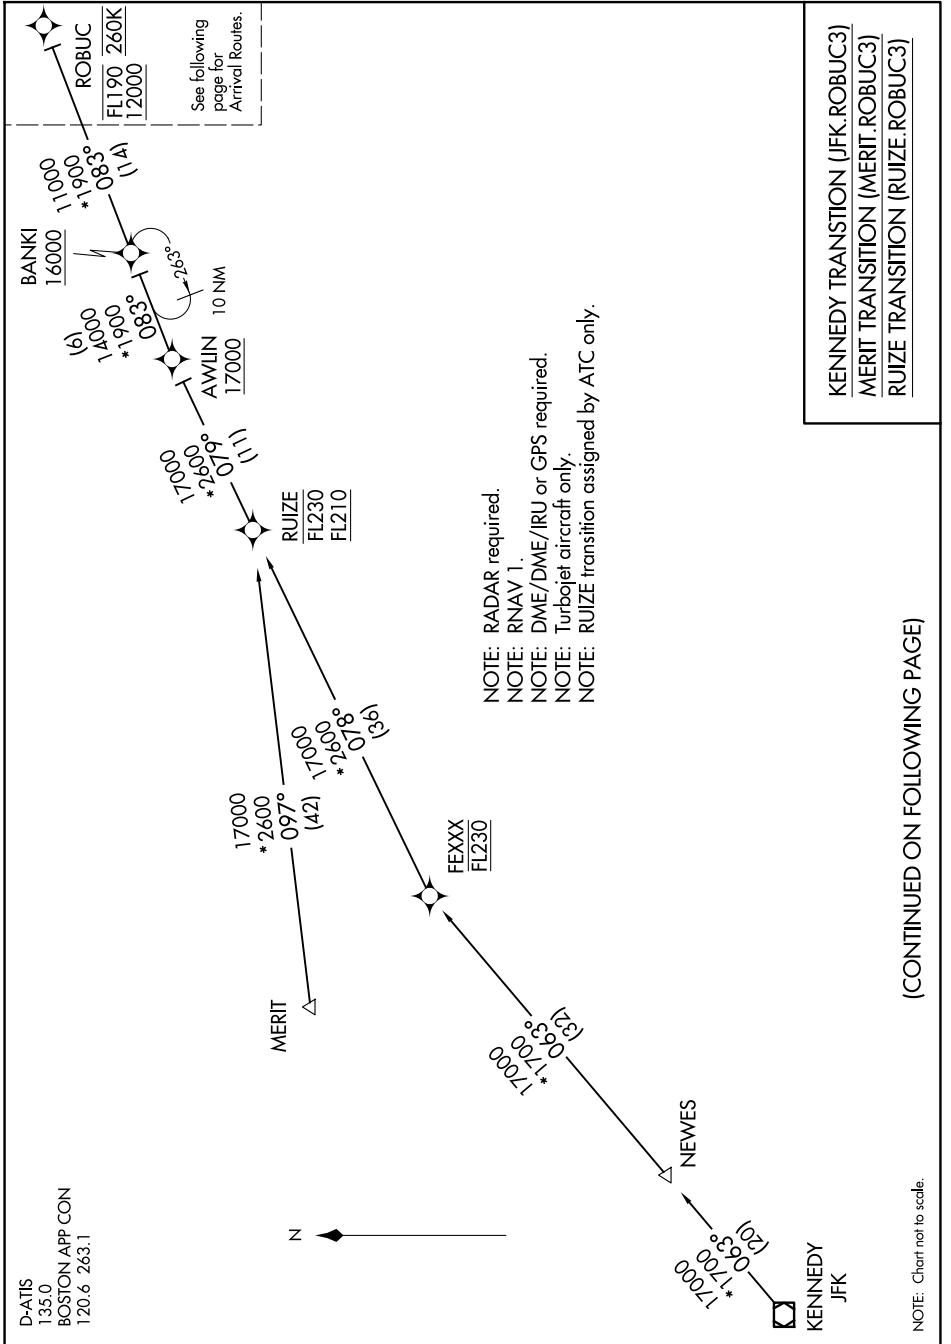 D-ATIS
135.0
BOSTON APP CON
120.6 263.1
N
KENNEDY
JFK
17000
*1700
063°
(20)
NEWES
17000
*1700
063°
(32)
FEXXX
FL230
MERIT
17000
*2600
097°
(42)
17000
*2600
078°
(36)
RUIZE
FL230
FL210
17000
*2600
079°
(11)
AWLIN
17000
(6)
14000
*1900
083°
BANKI
16000
263°
10 NM
11000
*1900
083°
(14)
ROBUC
FL190 260K
12000
See following
page for
Arrival Routes.
NOTE: RADAR required.
NOTE: RNAV 1.
NOTE: DME/DME/IRU or GPS required.
NOTE: Turbojet aircraft only.
NOTE: RUIZE transition assigned by ATC only.
KENNEDY TRANSTION (JFK.ROBUC3)
MERIT TRANSITION (MERIT.ROBUC3)
RUIZE TRANSITION (RUIZE.ROBUC3)
(CONTINUED ON FOLLOWING PAGE)
NOTE: Chart not to scale.